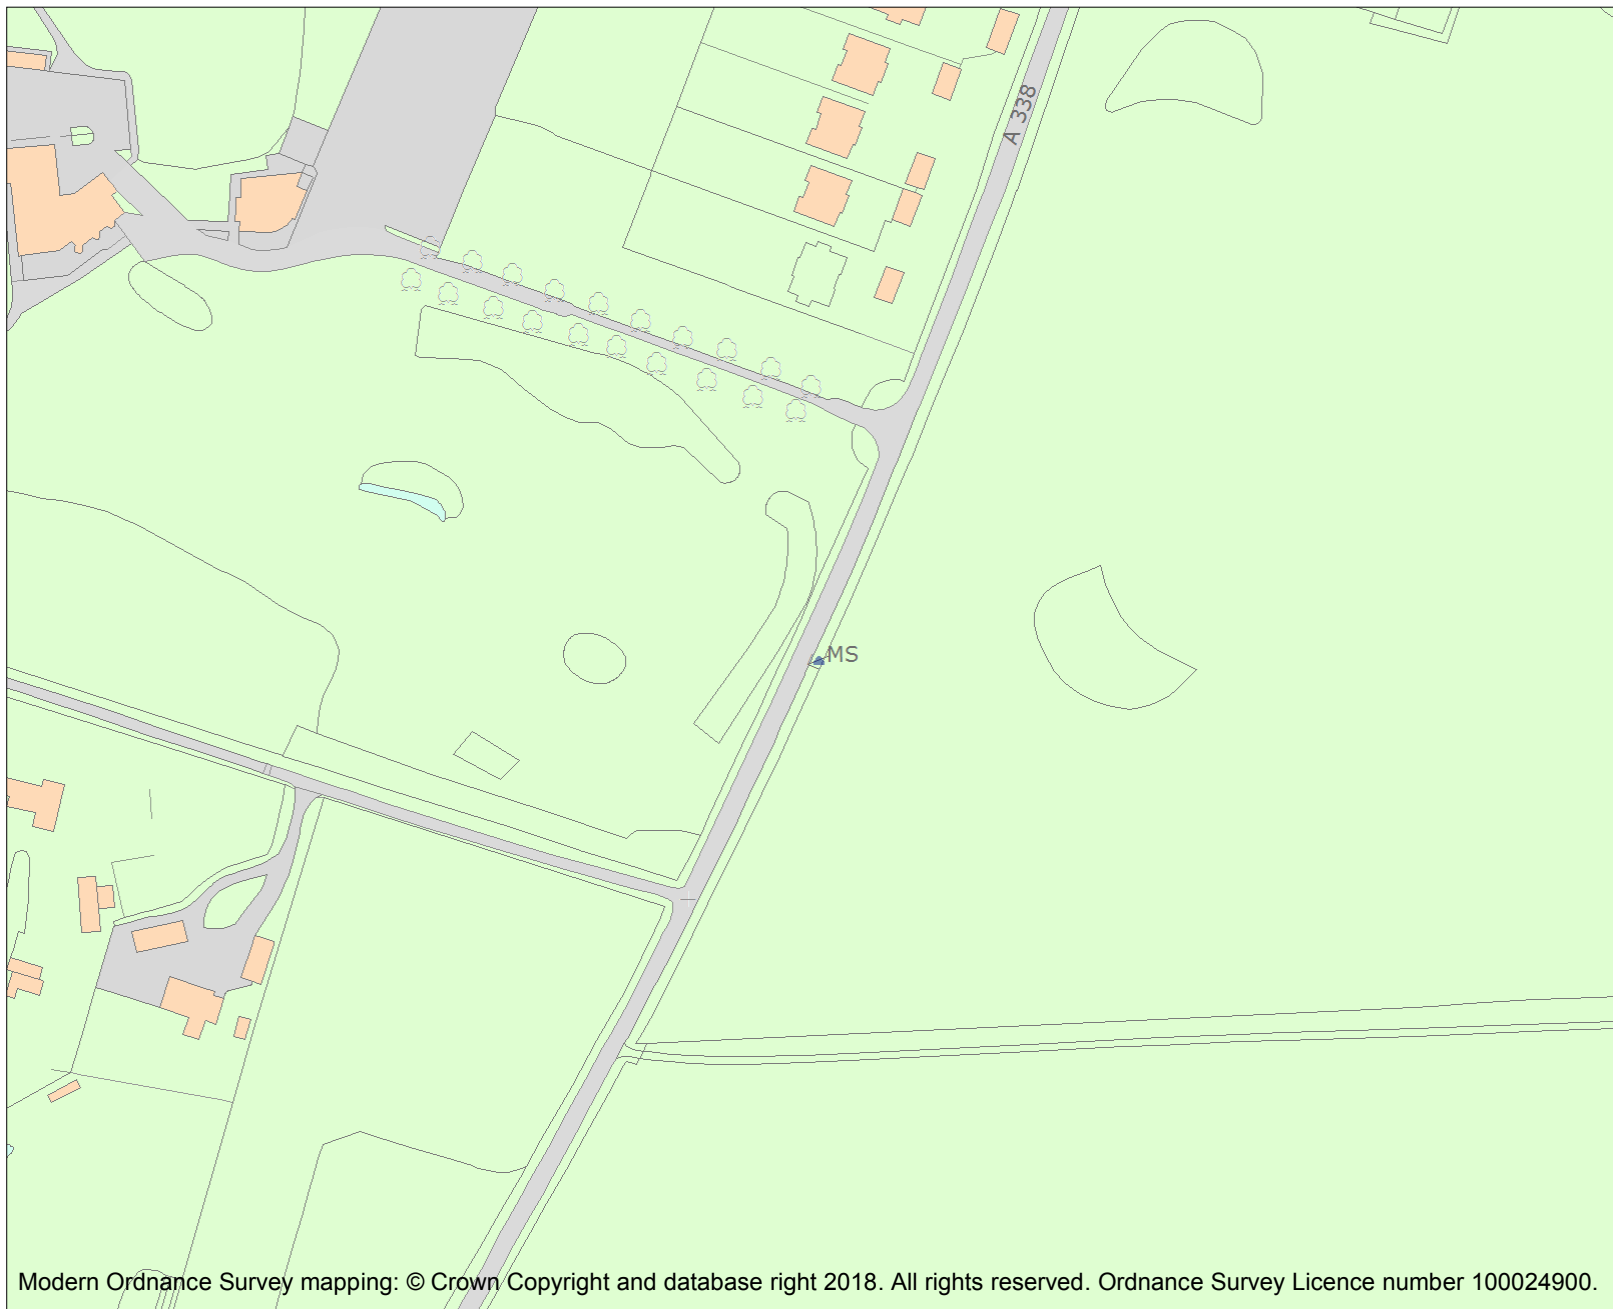 A 338
MS
Modern Ordnance Survey mapping: © Crown Copyright and database right 2018. All rights reserved. Ordnance Survey Licence number 100024900.